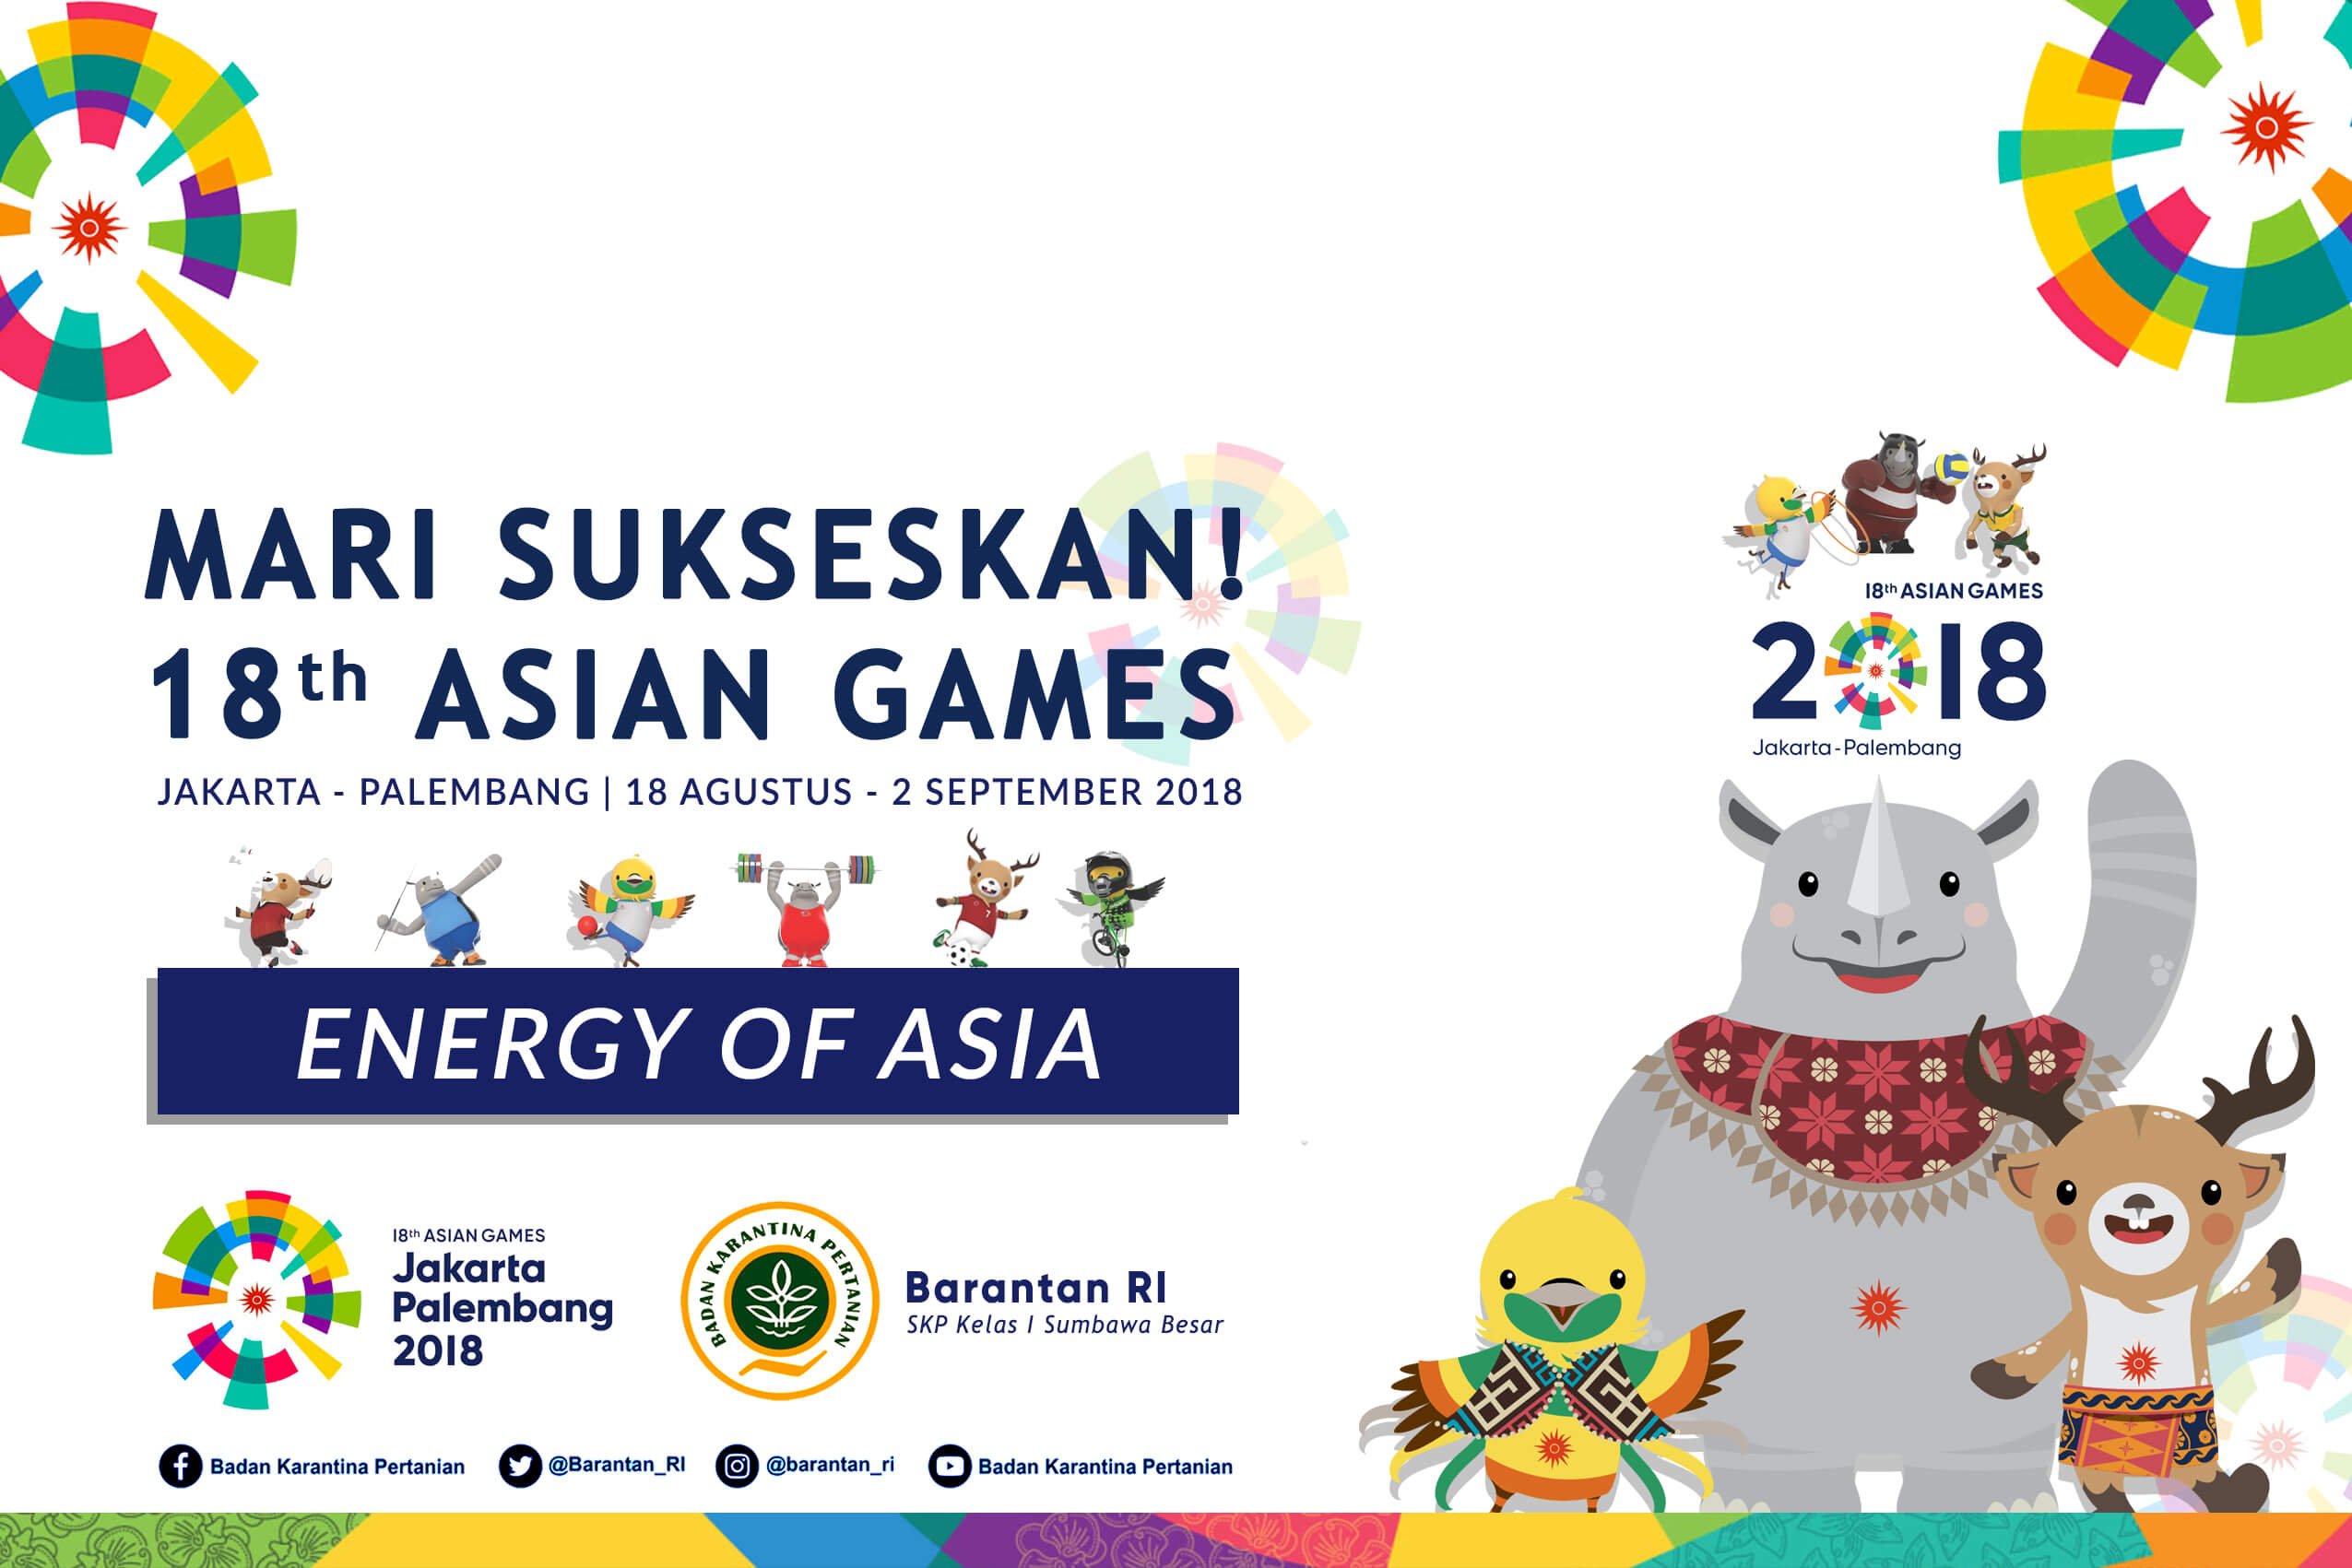 MARI SUKSESKAN!
18th ASIAN GAMES
JAKARTA - PALEMBANG | 18 AGUSTUS - 2 SEPTEMBER 2018
ENERGY OF ASIA
18th ASIAN GAMES
Jakarta
Palembang
2018
BADAN KARANTINA PERTANIAN
Barantan RI
SKP Kelas I Sumbawa Besar
Badan Karantina Pertanian
@Barantan_RI
@barantan_ri
Badan Karantina Pertanian
18th ASIAN GAMES
2018
Jakarta-Palembang